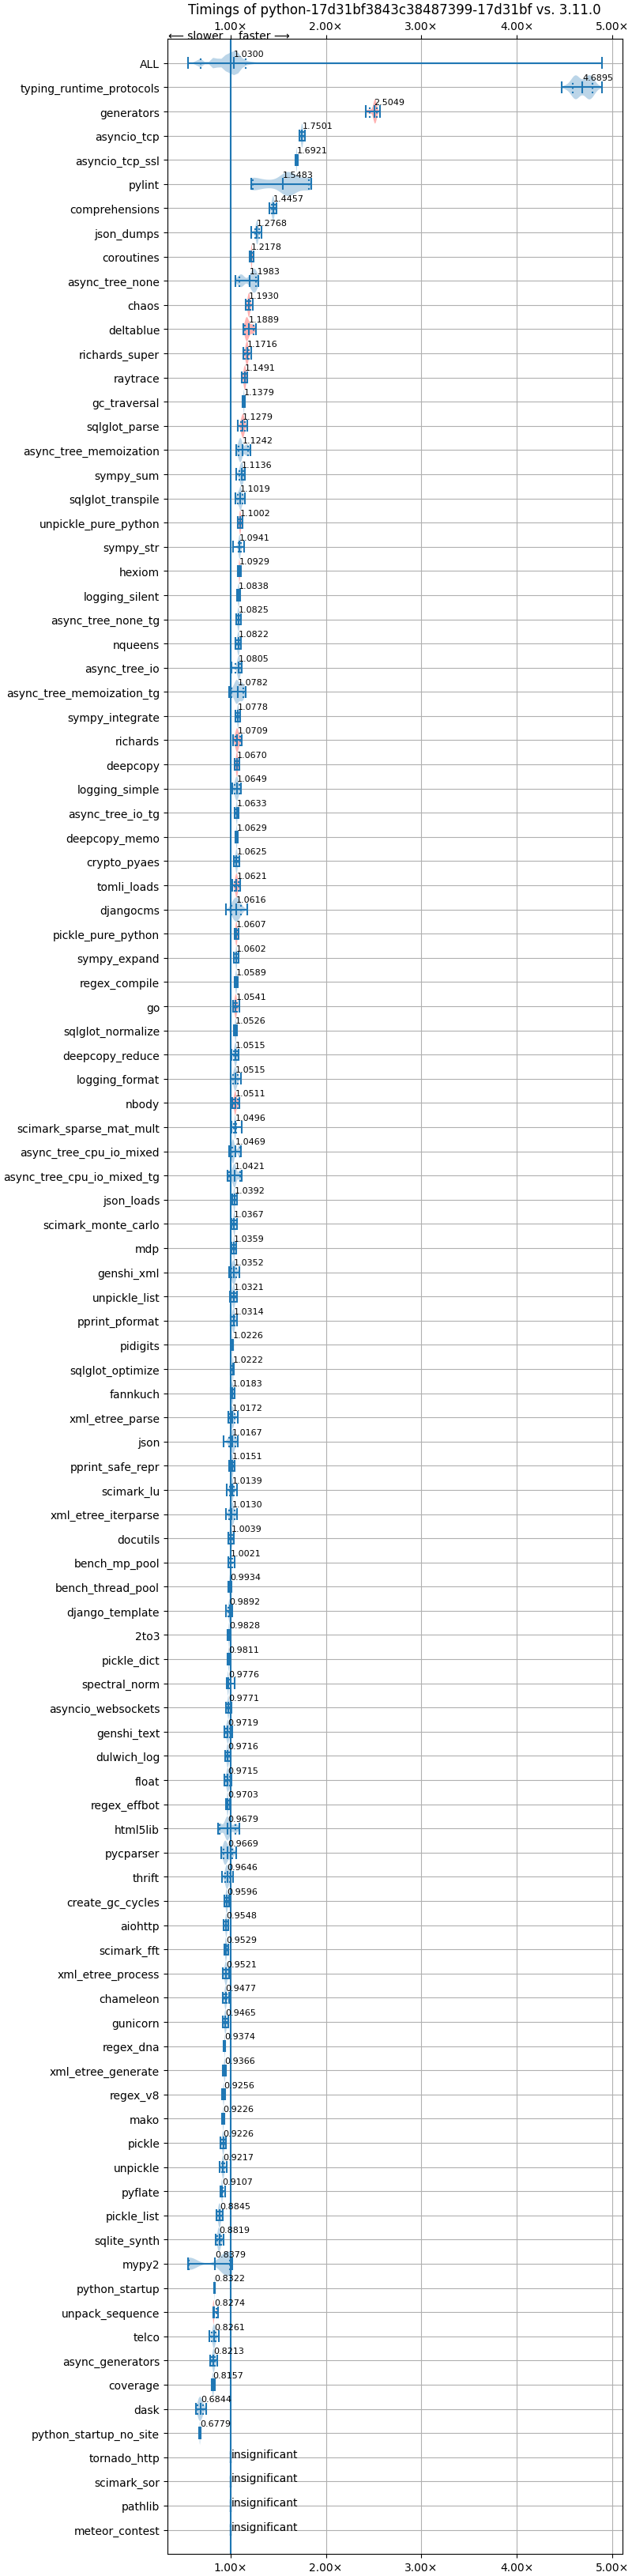 Timings of python-17d31bf3843c38487399-17d31bf vs. 3.11.0
1.00× 2.00× 3.00× 4.00× 5.00×
⟵ slower faster ⟶
ALL 1.0300
typing_runtime_protocols 4.6895
generators 2.5049
asyncio_tcp 1.7501
asyncio_tcp_ssl 1.6921
pylint 1.5483
comprehensions 1.4457
json_dumps 1.2768
coroutines 1.2178
async_tree_none 1.1983
chaos 1.1930
deltablue 1.1889
richards_super 1.1716
raytrace 1.1491
gc_traversal 1.1379
sqlglot_parse 1.1279
async_tree_memoization 1.1242
sympy_sum 1.1136
sqlglot_transpile 1.1019
unpickle_pure_python 1.1002
sympy_str 1.0941
hexiom 1.0929
logging_silent 1.0838
async_tree_none_tg 1.0825
nqueens 1.0822
async_tree_io 1.0805
async_tree_memoization_tg 1.0782
sympy_integrate 1.0778
richards 1.0709
deepcopy 1.0670
logging_simple 1.0649
async_tree_io_tg 1.0633
deepcopy_memo 1.0629
crypto_pyaes 1.0625
tomli_loads 1.0621
djangocms 1.0616
pickle_pure_python 1.0607
sympy_expand 1.0602
regex_compile 1.0589
go 1.0541
sqlglot_normalize 1.0526
deepcopy_reduce 1.0515
logging_format 1.0515
nbody 1.0511
scimark_sparse_mat_mult 1.0496
async_tree_cpu_io_mixed 1.0469
async_tree_cpu_io_mixed_tg 1.0421
json_loads 1.0392
scimark_monte_carlo 1.0367
mdp 1.0359
genshi_xml 1.0352
unpickle_list 1.0321
pprint_pformat 1.0314
pidigits 1.0226
sqlglot_optimize 1.0222
fannkuch 1.0183
xml_etree_parse 1.0172
json 1.0167
pprint_safe_repr 1.0151
scimark_lu 1.0139
xml_etree_iterparse 1.0130
docutils 1.0039
bench_mp_pool 1.0021
bench_thread_pool 0.9934
django_template 0.9892
2to3 0.9828
pickle_dict 0.9811
spectral_norm 0.9776
asyncio_websockets 0.9771
genshi_text 0.9719
dulwich_log 0.9716
float 0.9715
regex_effbot 0.9703
html5lib 0.9679
pycparser 0.9669
thrift 0.9646
create_gc_cycles 0.9596
aiohttp 0.9548
scimark_fft 0.9529
xml_etree_process 0.9521
chameleon 0.9477
gunicorn 0.9465
regex_dna 0.9374
xml_etree_generate 0.9366
regex_v8 0.9256
mako 0.9226
pickle 0.9226
unpickle 0.9217
pyflate 0.9107
pickle_list 0.8845
sqlite_synth 0.8819
mypy2 0.8379
python_startup 0.8322
unpack_sequence 0.8274
telco 0.8261
async_generators 0.8213
coverage 0.8157
dask 0.6844
python_startup_no_site 0.6779
tornado_http insignificant
scimark_sor insignificant
pathlib insignificant
meteor_contest insignificant
1.00× 2.00× 3.00× 4.00× 5.00×